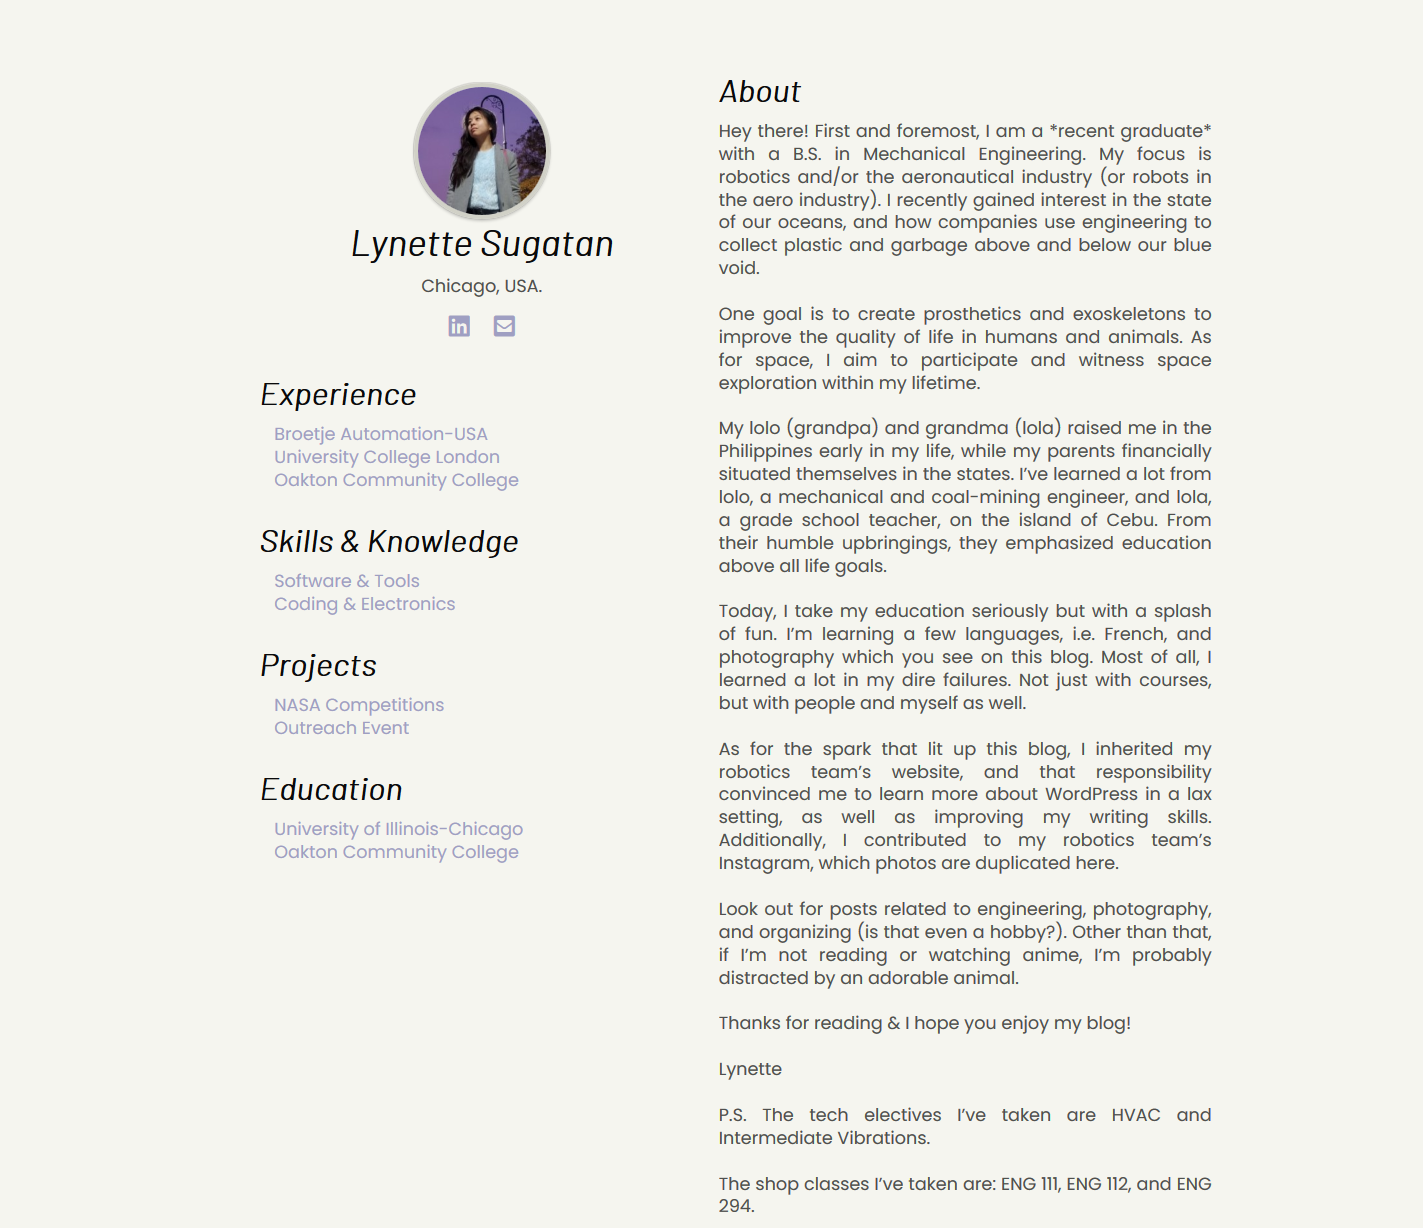 Lynette Sugatan
Chicago, USA.
Experience
Broetje Automation-USA
University College London
Oakton Community College
Skills & Knowledge
Software & Tools
Coding & Electronics
Projects
NASA Competitions
Outreach Event
Education
University of Illinois-Chicago
Oakton Community College
About
Hey there! First and foremost, I am a *recent graduate*
with a B.S. in Mechanical Engineering. My focus is
robotics and/or the aeronautical industry (or robots in
the aero industry). I recently gained interest in the state
of our oceans, and how companies use engineering to
collect plastic and garbage above and below our blue
void.
One goal is to create prosthetics and exoskeletons to
improve the quality of life in humans and animals. As
for space, I aim to participate and witness space
exploration within my lifetime.
My lolo (grandpa) and grandma (lola) raised me in the
Philippines early in my life, while my parents financially
situated themselves in the states. I’ve learned a lot from
lolo, a mechanical and coal-mining engineer, and lola,
a grade school teacher, on the island of Cebu. From
their humble upbringings, they emphasized education
above all life goals.
Today, I take my education seriously but with a splash
of fun. I’m learning a few languages, i.e. French, and
photography which you see on this blog. Most of all, I
learned a lot in my dire failures. Not just with courses,
but with people and myself as well.
As for the spark that lit up this blog, I inherited my
robotics team’s website, and that responsibility
convinced me to learn more about WordPress in a lax
setting, as well as improving my writing skills.
Additionally, I contributed to my robotics team’s
Instagram, which photos are duplicated here.
Look out for posts related to engineering, photography,
and organizing (is that even a hobby?). Other than that,
if I’m not reading or watching anime, I’m probably
distracted by an adorable animal.
Thanks for reading & I hope you enjoy my blog!
Lynette
P.S. The tech electives I’ve taken are HVAC and
Intermediate Vibrations.
The shop classes I’ve taken are: ENG 111, ENG 112, and ENG
294.